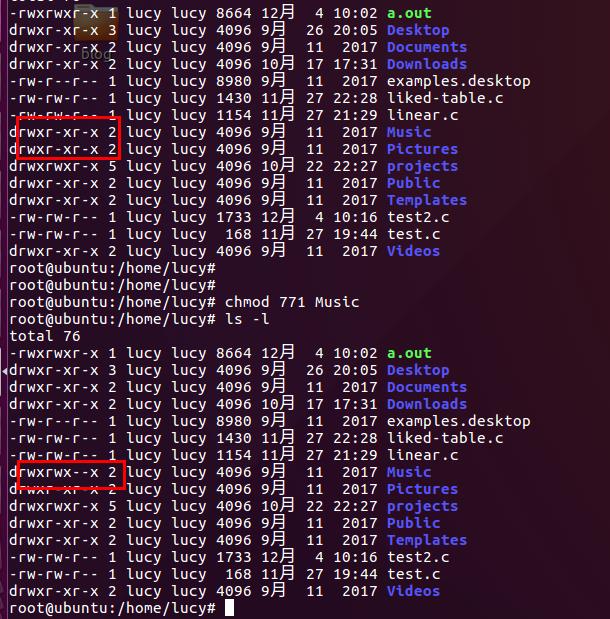 -rwxrwxr-x 1 lucy lucy 8664 12月  4 10:02 a.out
drwxr-xr-x 3 lucy lucy 4096 9月  26 20:05 Desktop
blog
drwxr-xr-x 2 lucy lucy 4096 9月  11  2017 Documents
drwxr-xr-x 2 lucy lucy 4096 10月 17 17:31 Downloads
-rw-r--r-- 1 lucy lucy 8980 9月  11  2017 examples.desktop
-rw-rw-r-- 1 lucy lucy 1430 11月 27 22:28 liked-table.c
-rw-rw-r-- 1 lucy lucy 1154 11月 27 21:29 linear.c
drwxr-xr-x 2 lucy lucy 4096 9月  11  2017 Music
drwxr-xr-x 2 lucy lucy 4096 9月  11  2017 Pictures
drwxrwxr-x 5 lucy lucy 4096 10月 22 22:27 projects
drwxr-xr-x 2 lucy lucy 4096 9月  11  2017 Public
drwxr-xr-x 2 lucy lucy 4096 9月  11  2017 Templates
-rw-rw-r-- 1 lucy lucy 1733 12月  4 10:16 test2.c
-rw-rw-r-- 1 lucy lucy  168 11月 27 19:44 test.c
drwxr-xr-x 2 lucy lucy 4096 9月  11  2017 Videos
root@ubuntu:/home/lucy#
root@ubuntu:/home/lucy#
root@ubuntu:/home/lucy# chmod 771 Music
root@ubuntu:/home/lucy# ls -l
total 76
-rwxrwxr-x 1 lucy lucy 8664 12月  4 10:02 a.out
drwxr-xr-x 3 lucy lucy 4096 9月  26 20:05 Desktop
drwxr-xr-x 2 lucy lucy 4096 9月  11  2017 Documents
drwxr-xr-x 2 lucy lucy 4096 10月 17 17:31 Downloads
-rw-r--r-- 1 lucy lucy 8980 9月  11  2017 examples.desktop
-rw-rw-r-- 1 lucy lucy 1430 11月 27 22:28 liked-table.c
-rw-rw-r-- 1 lucy lucy 1154 11月 27 21:29 linear.c
drwxrwx--x 2 lucy lucy 4096 9月  11  2017 Music
drwxr-xr-x 2 lucy lucy 4096 9月  11  2017 Pictures
drwxrwxr-x 5 lucy lucy 4096 10月 22 22:27 projects
drwxr-xr-x 2 lucy lucy 4096 9月  11  2017 Public
drwxr-xr-x 2 lucy lucy 4096 9月  11  2017 Templates
-rw-rw-r-- 1 lucy lucy 1733 12月  4 10:16 test2.c
-rw-rw-r-- 1 lucy lucy  168 11月 27 19:44 test.c
drwxr-xr-x 2 lucy lucy 4096 9月  11  2017 Videos
root@ubuntu:/home/lucy#